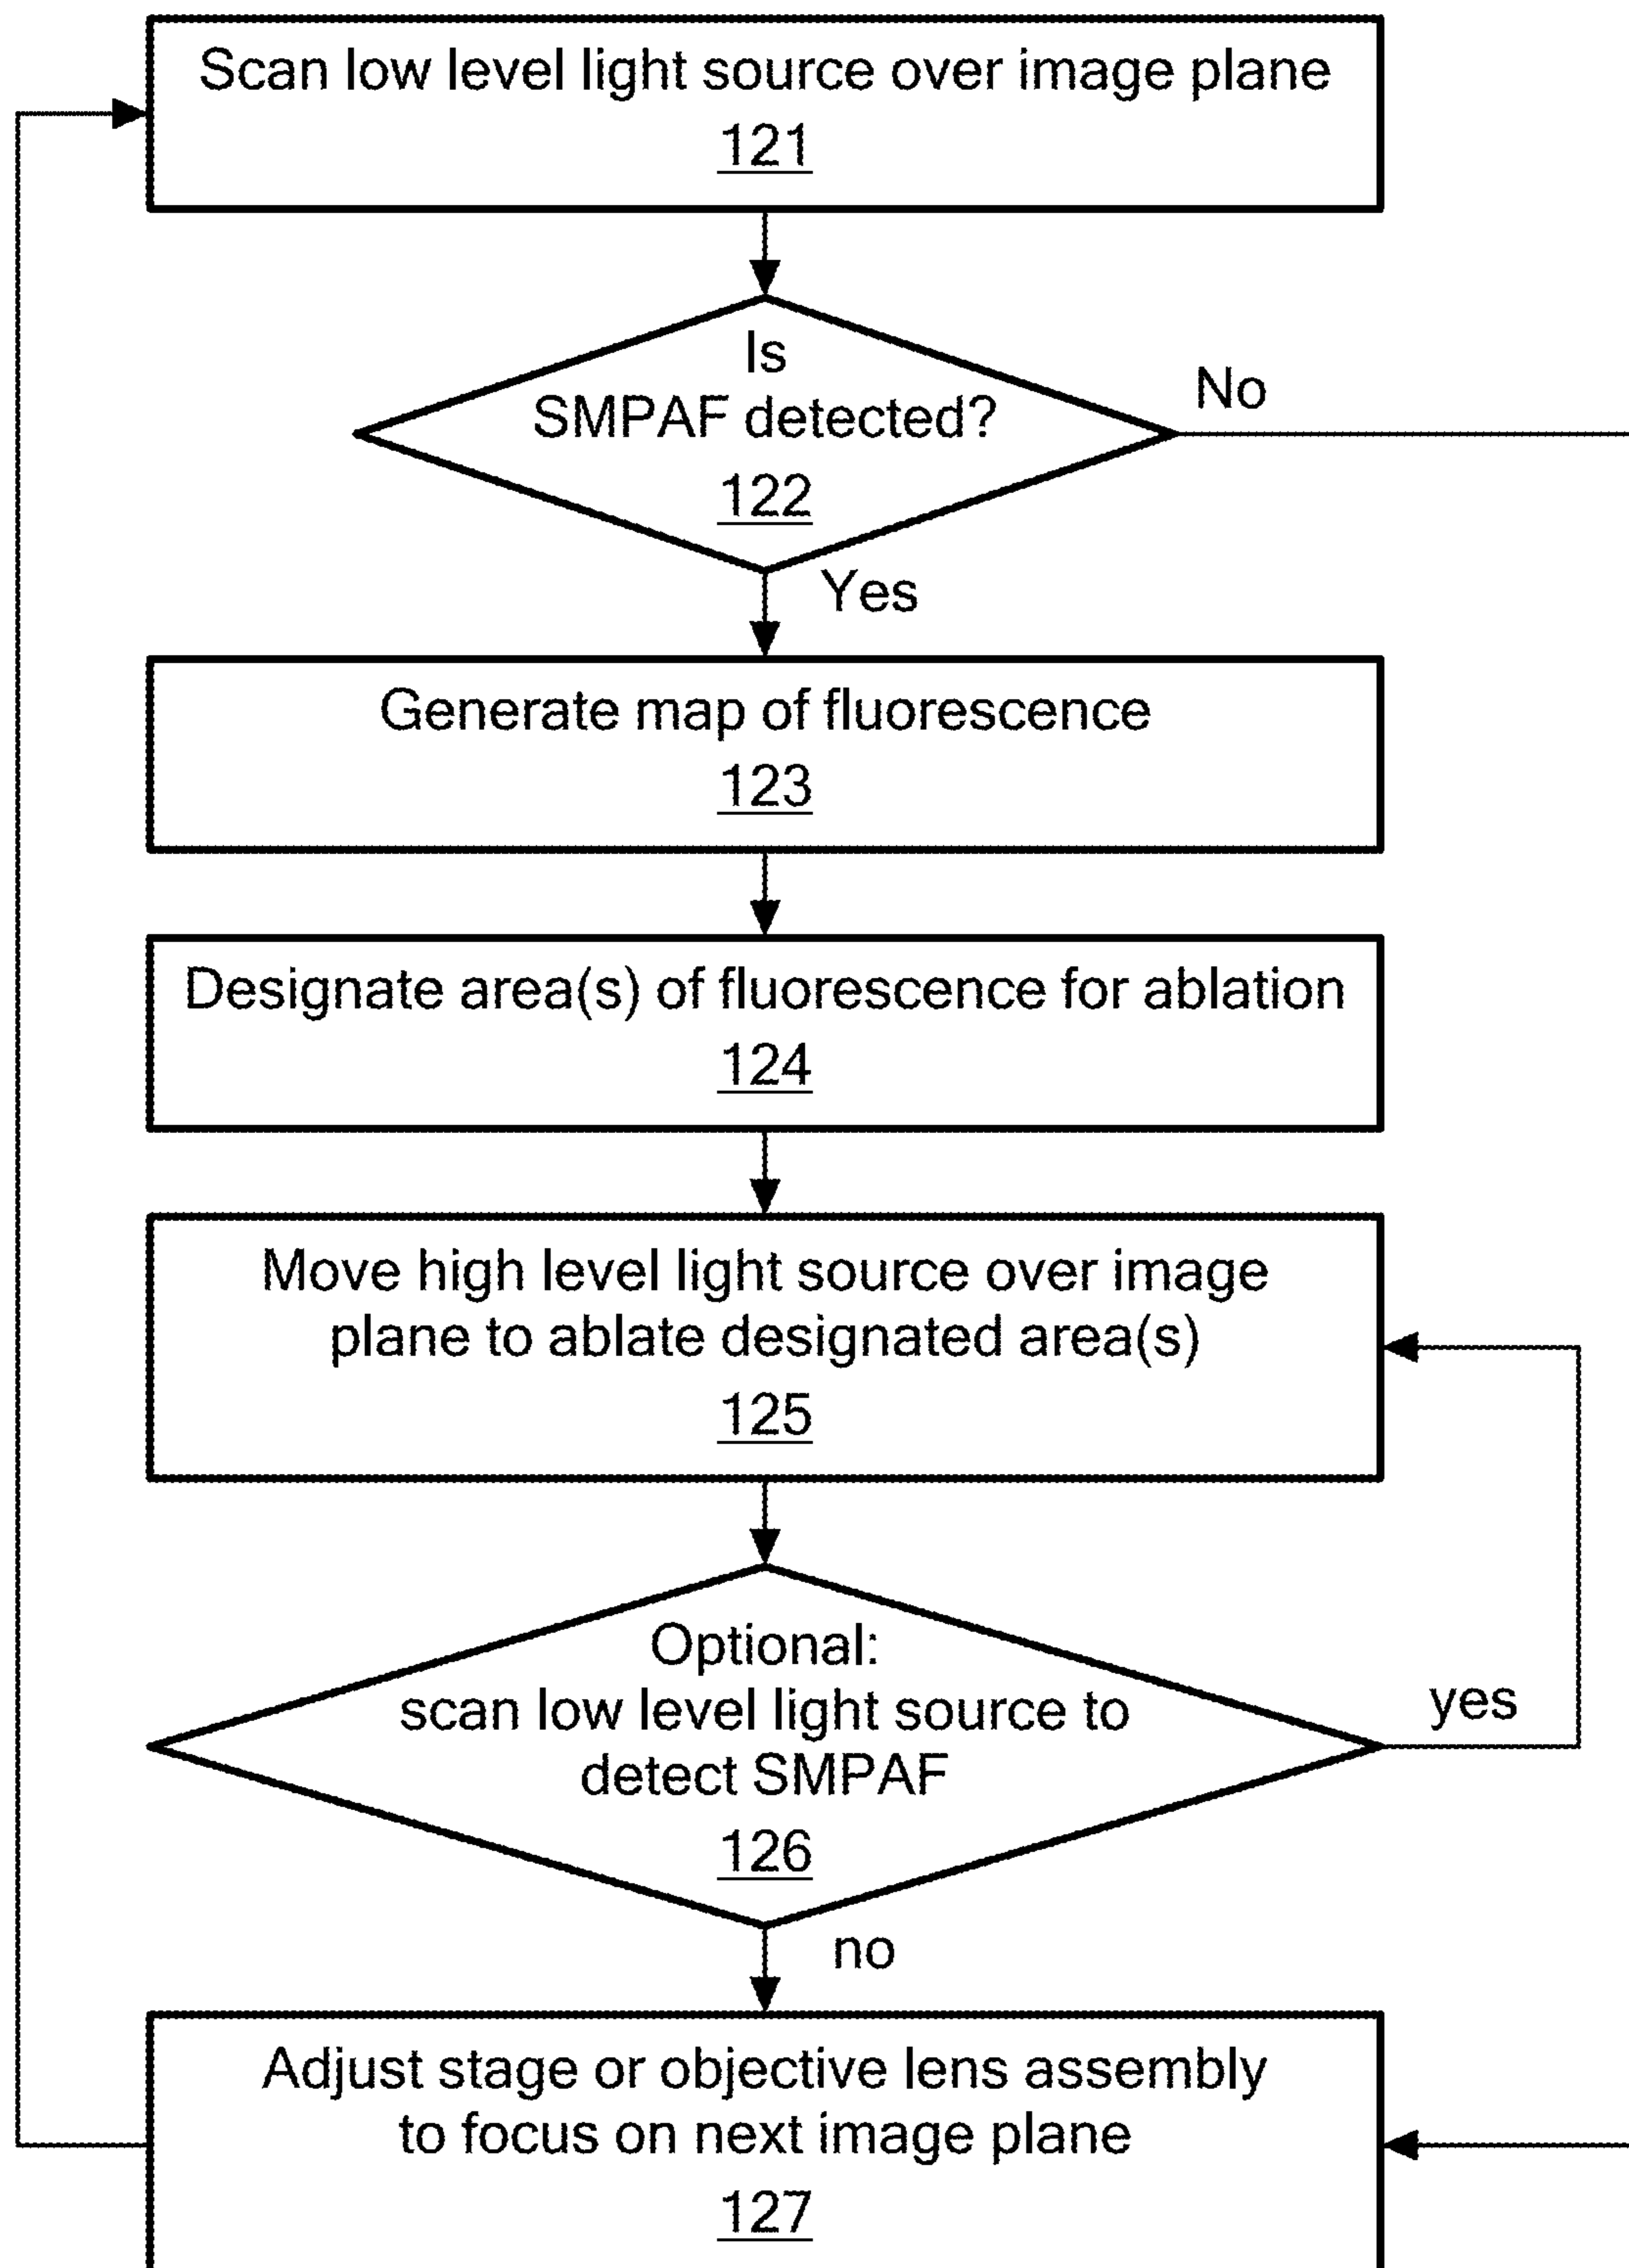 Scan low level light source over image plane
121
Is
SMPAF detected?
122
No
Yes
Generate map of fluorescence
123
Designate area(s) of fluorescence for ablation
124
Move high level light source over image
plane to ablate designated area(s)
125
Optional:
scan low level light source to
detect SMPAF
126
yes
no
Adjust stage or objective lens assembly
to focus on next image plane
127